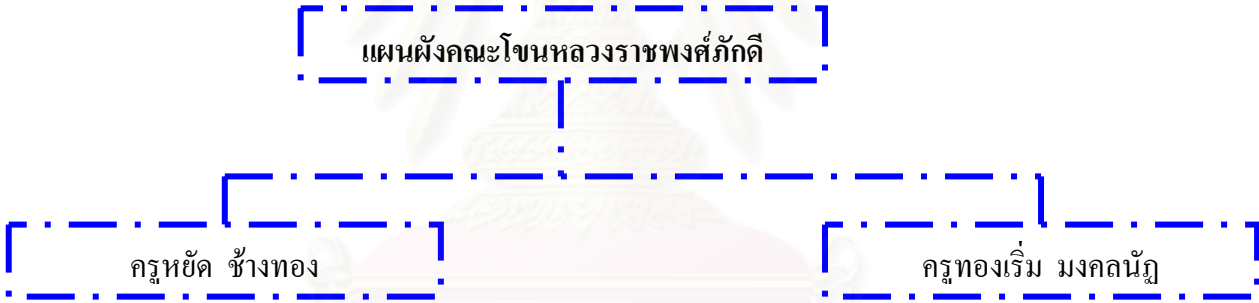 แผนผังคณะโขนหลวงราชพงศ์ภักดี
ครูหยัด ช้างทอง
ครูทองเริ่ม มงคลนัฏ